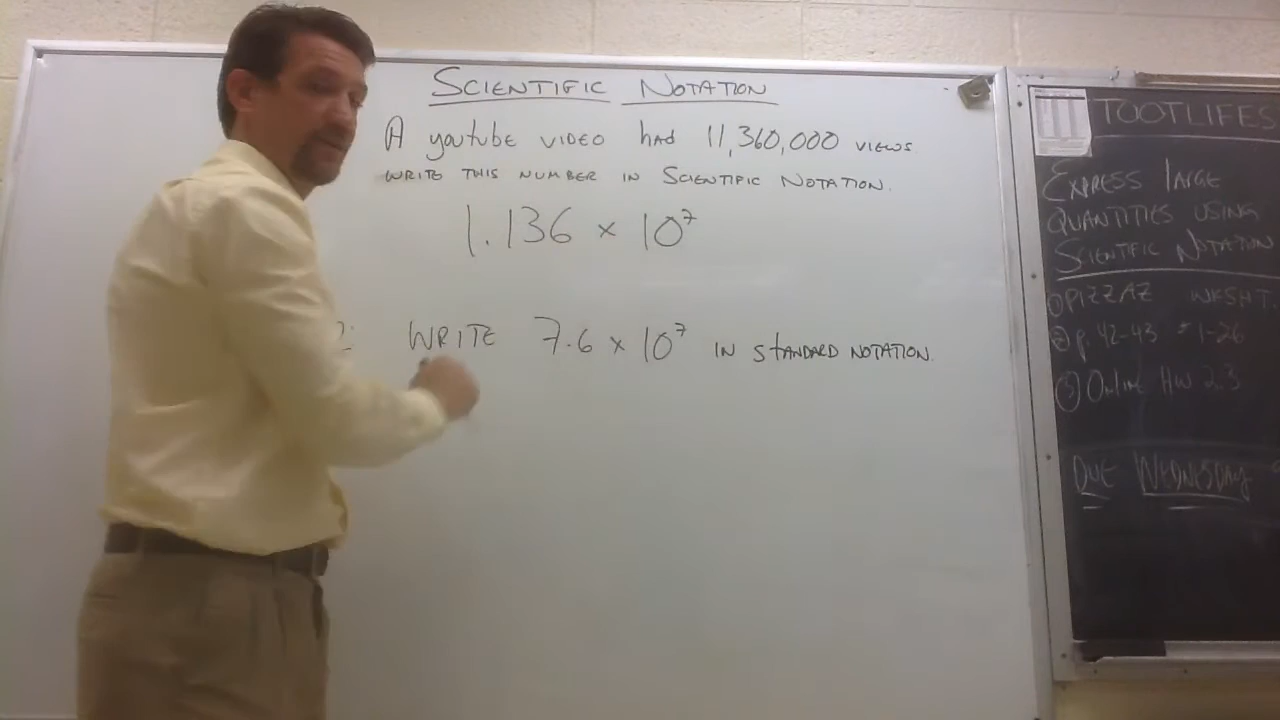 SCIENTIFIC NOTATION
A youtube VIDEO had 11,360,000 VIEWS.
WRITE THIS NUMBER IN SCIENTIFIC NOTATION.
1.136 × 10⁷
2: WRITE 7.6 × 10⁷ IN STANDARD NOTATION.
TOOTLIFES
EXPRESS LARGE
QUANTITIES USING
SCIENTIFIC NOTATION
① PIZZAZ WKSHT.
② p. 42-43 # 1-26
③ Online HW 2.3
DUE WEDNESDAY